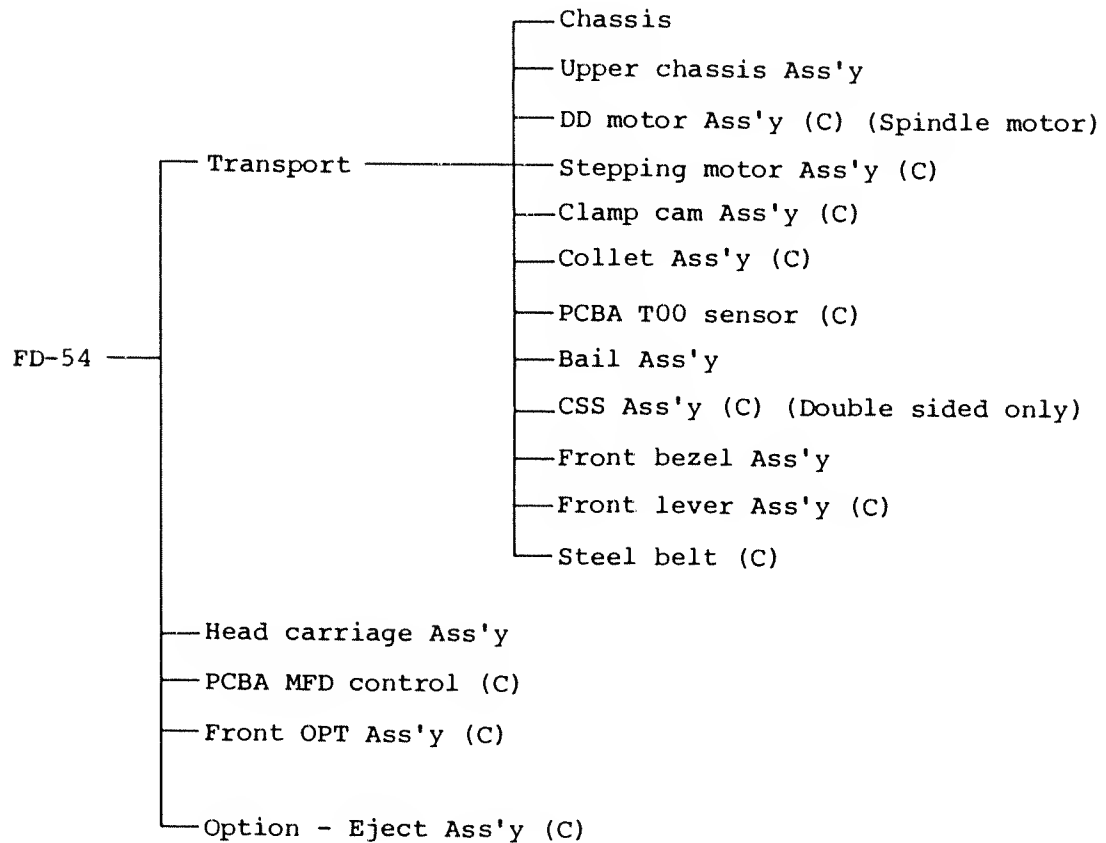 Chassis
Upper chassis Ass'y
DD motor Ass'y (C) (Spindle motor)
Transport
Stepping motor Ass'y (C)
Clamp cam Ass'y (C)
Collet Ass'y (C)
PCBA T00 sensor (C)
FD-54
Bail Ass'y
CSS Ass'y (C) (Double sided only)
Front bezel Ass'y
Front lever Ass'y (C)
Steel belt (C)
Head carriage Ass'y
PCBA MFD control (C)
Front OPT Ass'y (C)
Option - Eject Ass'y (C)